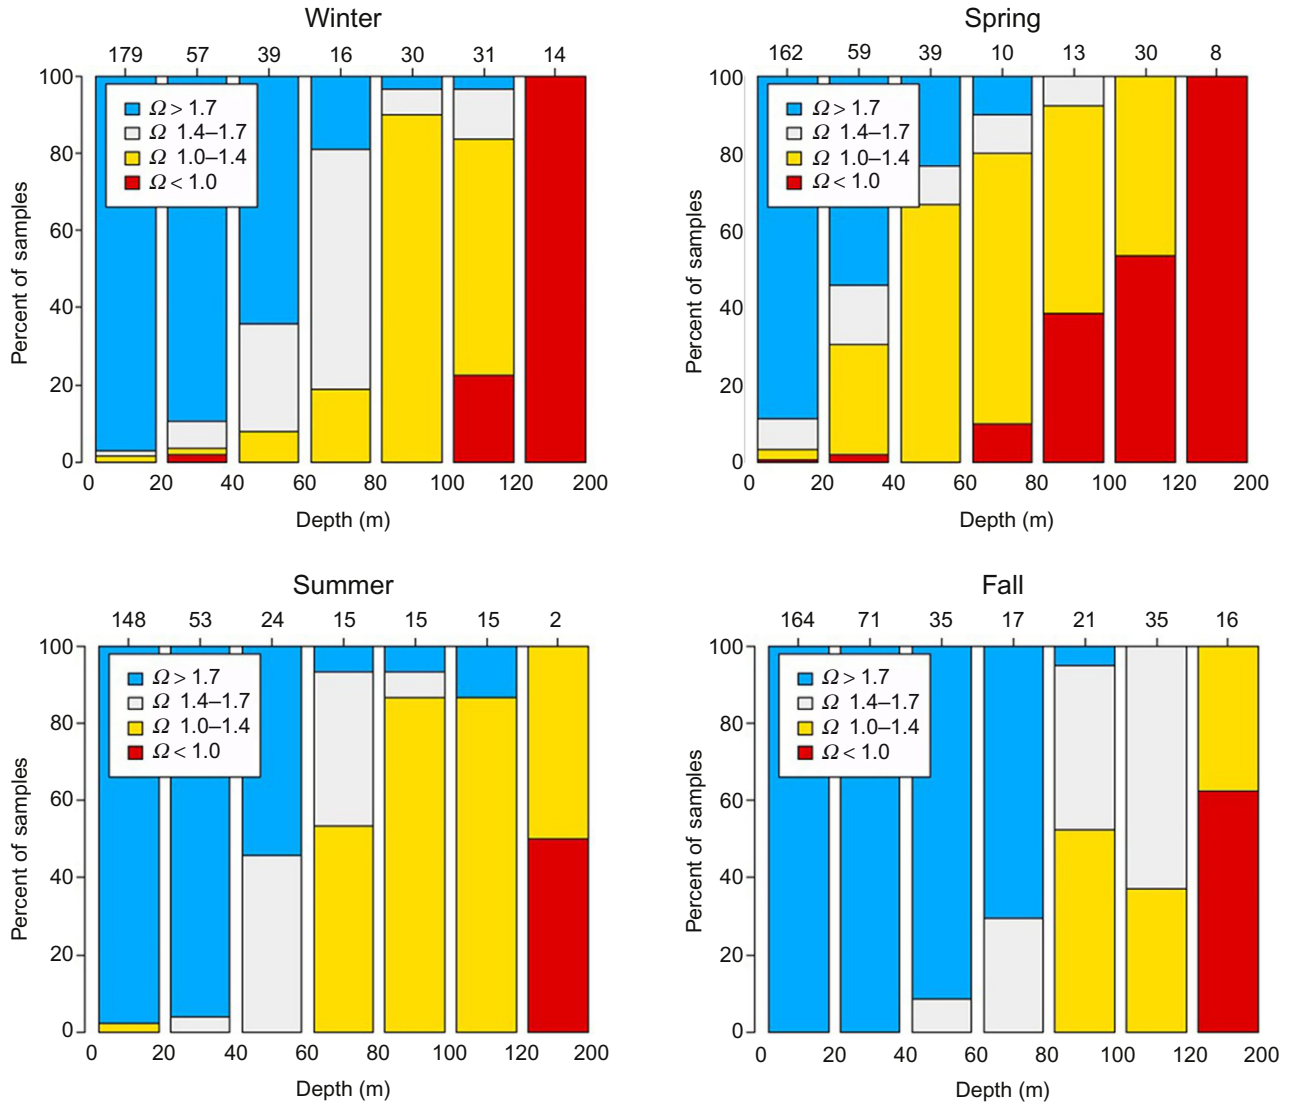 Winter
179 57 39 16 30 31 14
100
80
60
40
20
0
Percent of samples
Ω > 1.7
Ω 1.4–1.7
Ω 1.0–1.4
Ω < 1.0
0 20 40 60 80 100 120 200
Depth (m)
Spring
162 59 39 10 13 30 8
100
80
60
40
20
0
Percent of samples
Ω > 1.7
Ω 1.4–1.7
Ω 1.0–1.4
Ω < 1.0
0 20 40 60 80 100 120 200
Depth (m)
Summer
148 53 24 15 15 15 2
100
80
60
40
20
0
Percent of samples
Ω > 1.7
Ω 1.4–1.7
Ω 1.0–1.4
Ω < 1.0
0 20 40 60 80 100 120 200
Depth (m)
Fall
164 71 35 17 21 35 16
100
80
60
40
20
0
Percent of samples
Ω > 1.7
Ω 1.4–1.7
Ω 1.0–1.4
Ω < 1.0
0 20 40 60 80 100 120 200
Depth (m)